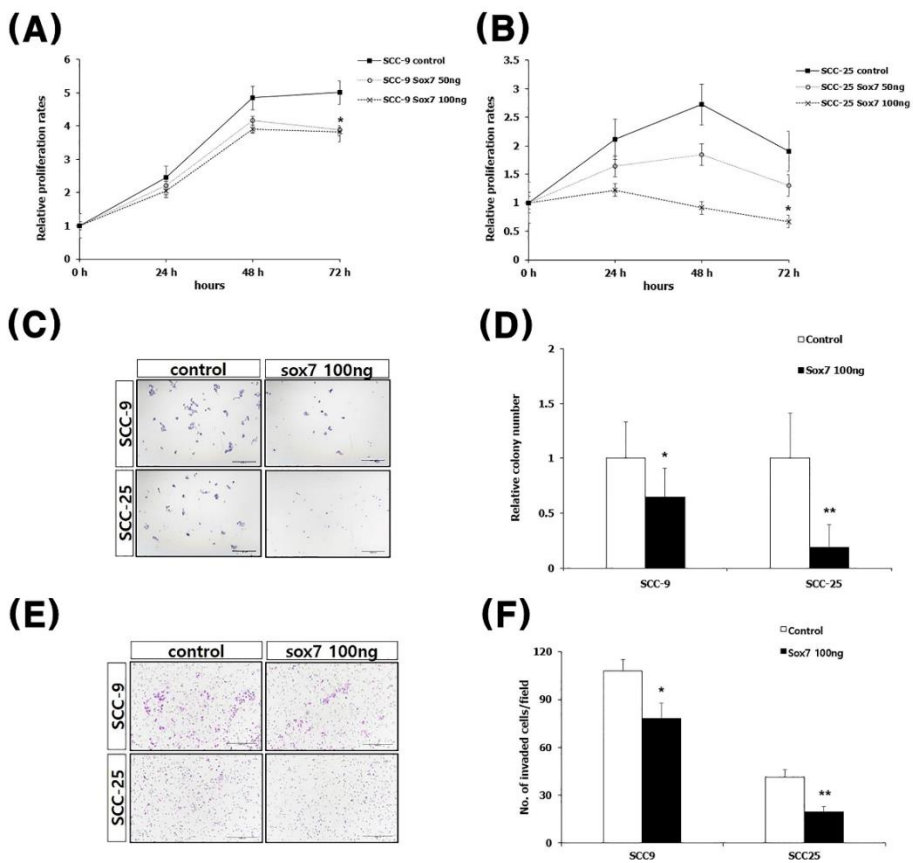 (A)
SCC-9 control
SCC-9 Sox7 50ng
SCC-9 Sox7 100ng
Relative proliferation rates
6
5
4
3
2
1
0
*
0 h
24 h
48 h
72 h
hours
(B)
SCC-25 control
SCC-25 Sox7 50ng
SCC-25 Sox7 100ng
Relative proliferation rates
3.5
3
2.5
2
1.5
1
0.5
0
*
0 h
24 h
48 h
72 h
hours
(C)
control
sox7 100ng
SCC-9
SCC-25
(D)
Control
Sox7 100ng
Relative colony number
2
1.5
1
0.5
0
*
**
SCC-9
SCC-25
(E)
control
sox7 100ng
SCC-9
SCC-25
(F)
Control
Sox7 100ng
No. of invaded cells/field
120
90
60
30
0
*
**
SCC9
SCC25